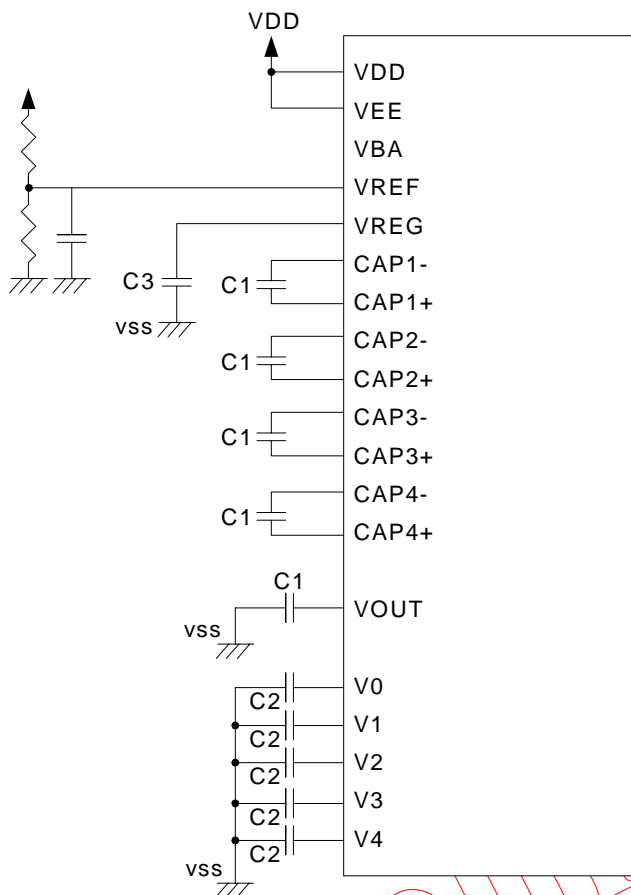 VDD
VDD
VEE
VBA
VREF
VREG
CAP1-
C3
C1
CAP1+
vss
CAP2-
C1
CAP2+
CAP3-
C1
CAP3+
CAP4-
C1
CAP4+
C1
VOUT
vss
V0
C2
V1
C2
V2
C2
V3
C2
V4
C2
vss